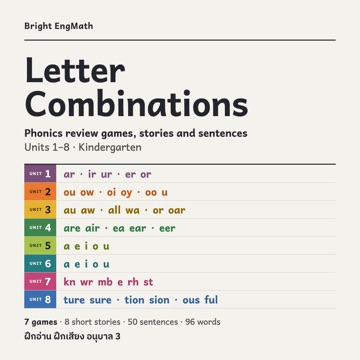 Bright EngMath
Letter
Combinations
Phonics review games, stories and sentences
Units 1–8 · Kindergarten
UNIT 1 ar · ir ur · er or
UNIT 2 ou ow · oi oy · oo u
UNIT 3 au aw · all wa · or oar
UNIT 4 are air · ea ear · eer
UNIT 5 a e i o u
UNIT 6 a e i o u
UNIT 7 kn wr mb e rh st
UNIT 8 ture sure · tion sion · ous ful
7 games · 8 short stories · 50 sentences · 96 words
ฝึกอ่าน ฝึกเสียง อนุบาล 3